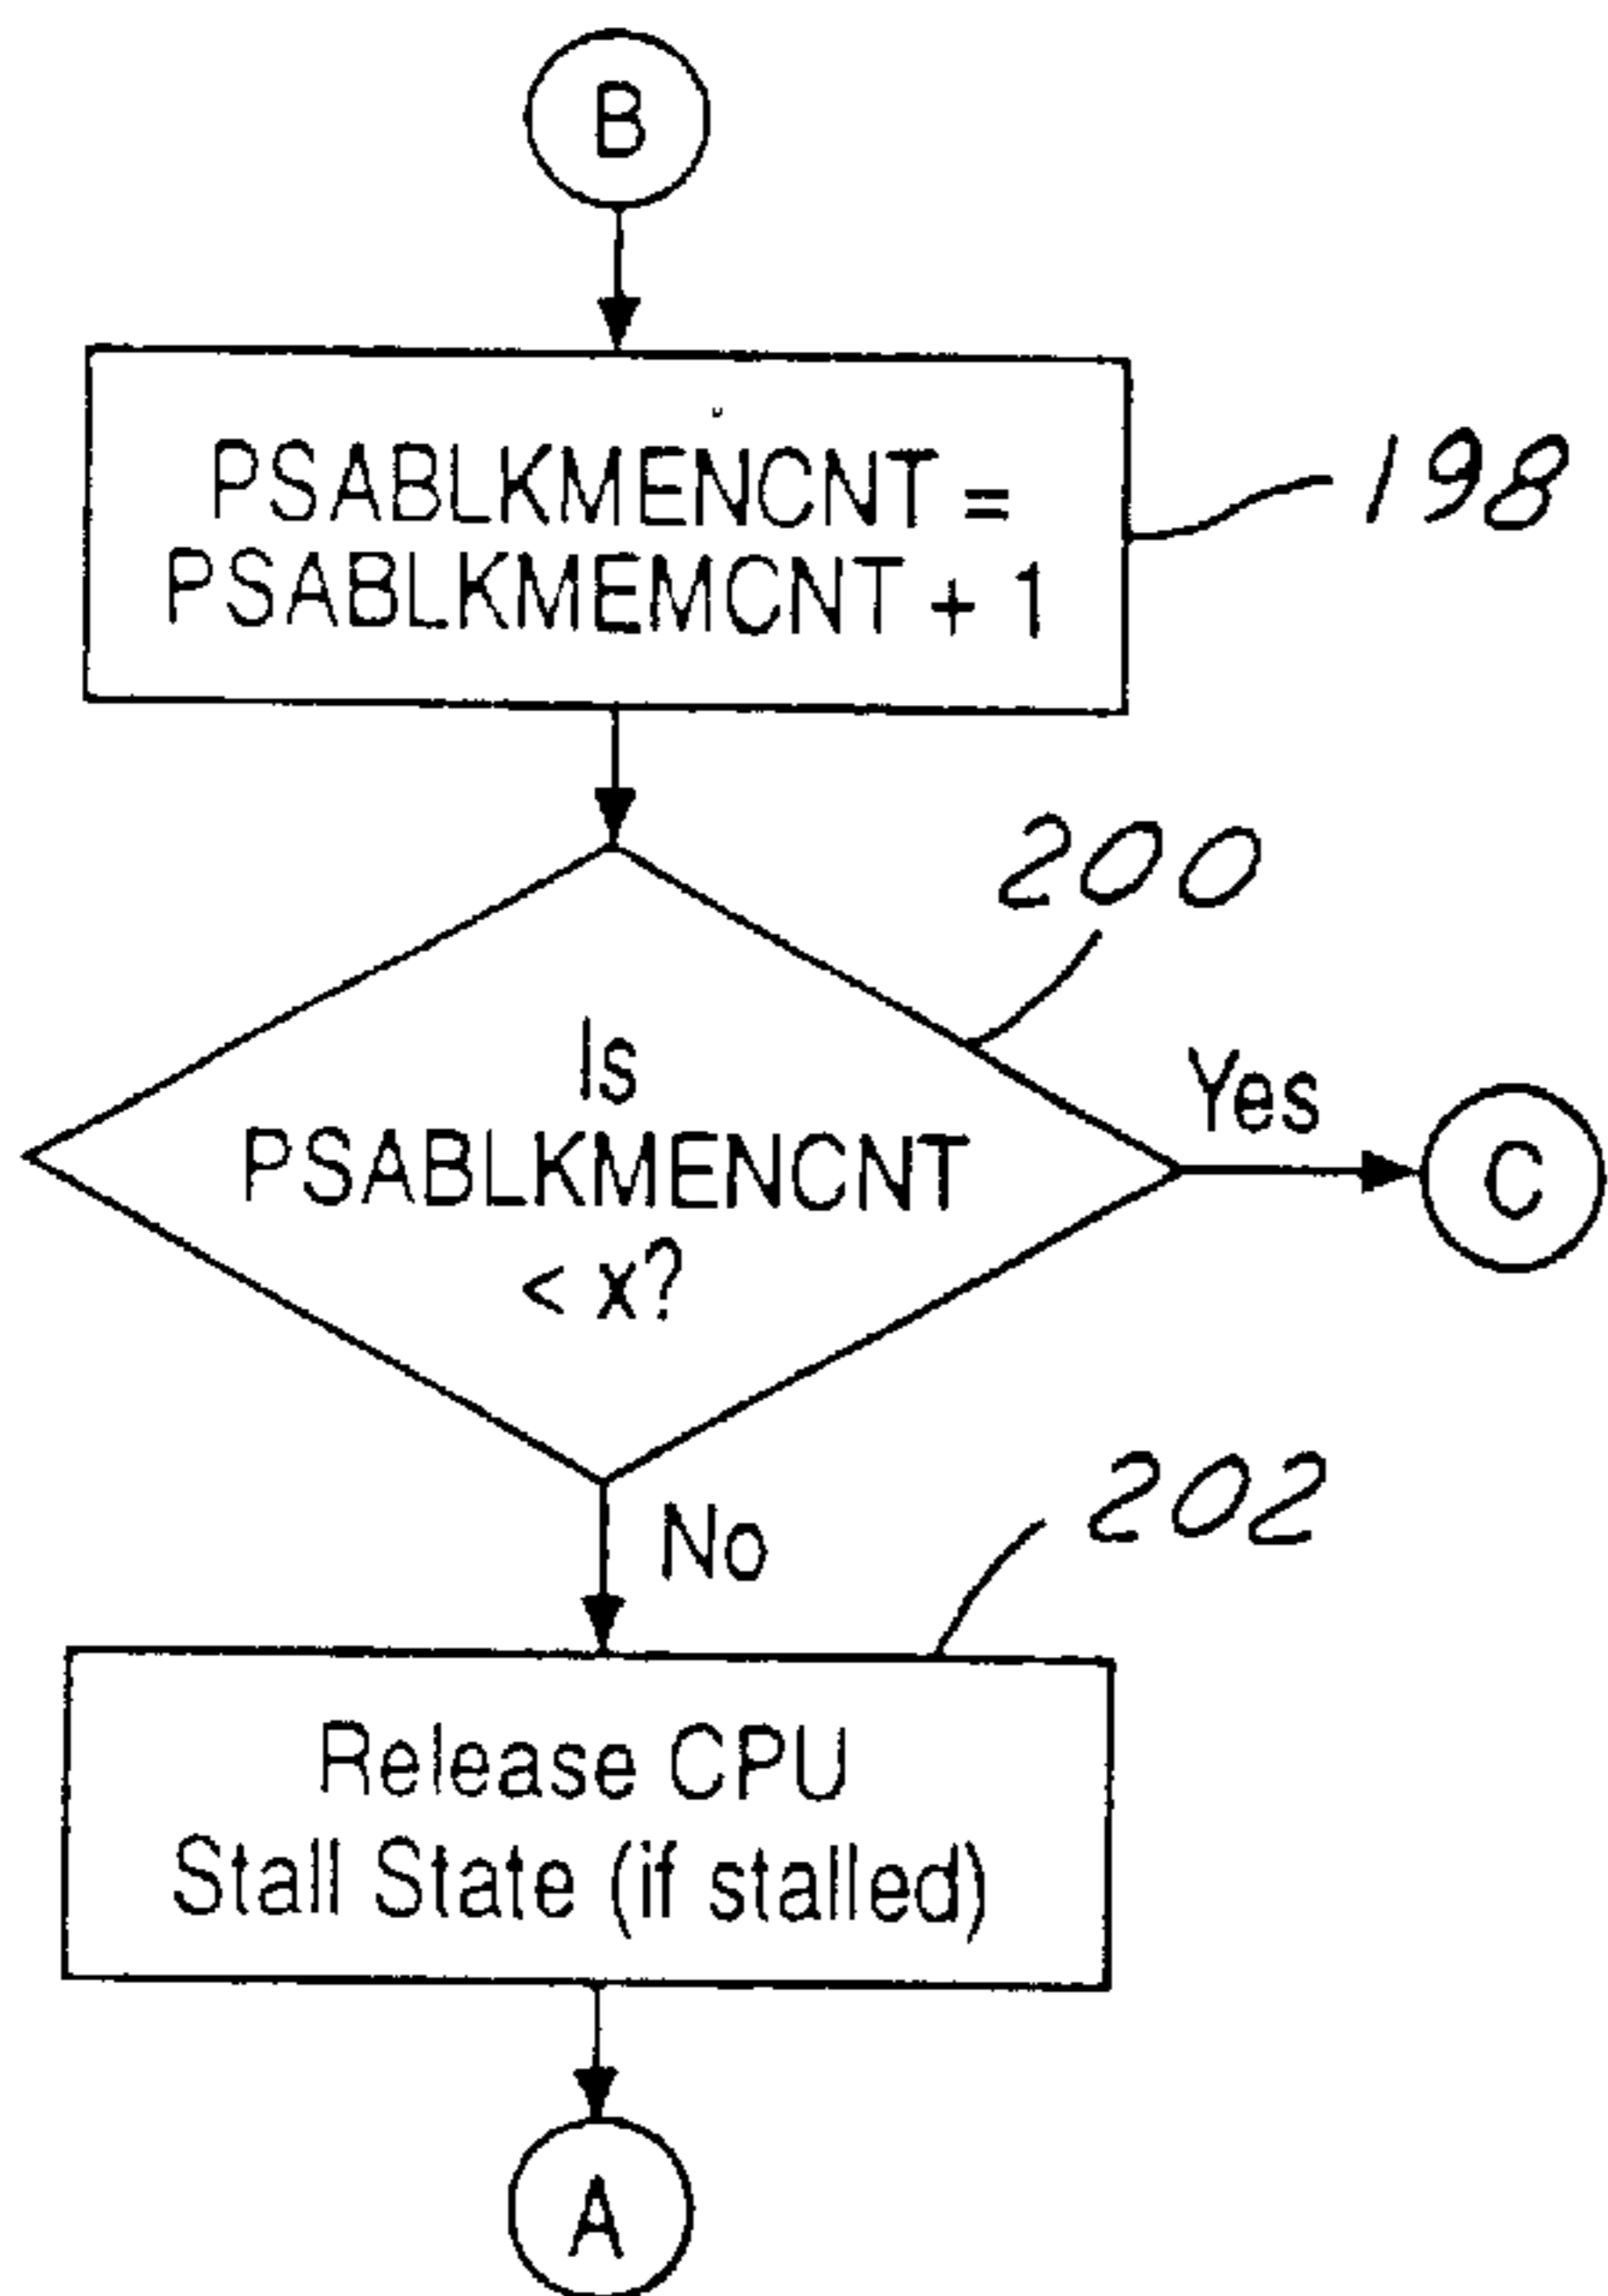 B
PSABLKMENCNT =
PSABLKMEMCNT + 1
198
200
Is
PSABLKMENCNT
< x?
Yes
C
No
202
Release CPU
Stall State (if stalled)
A